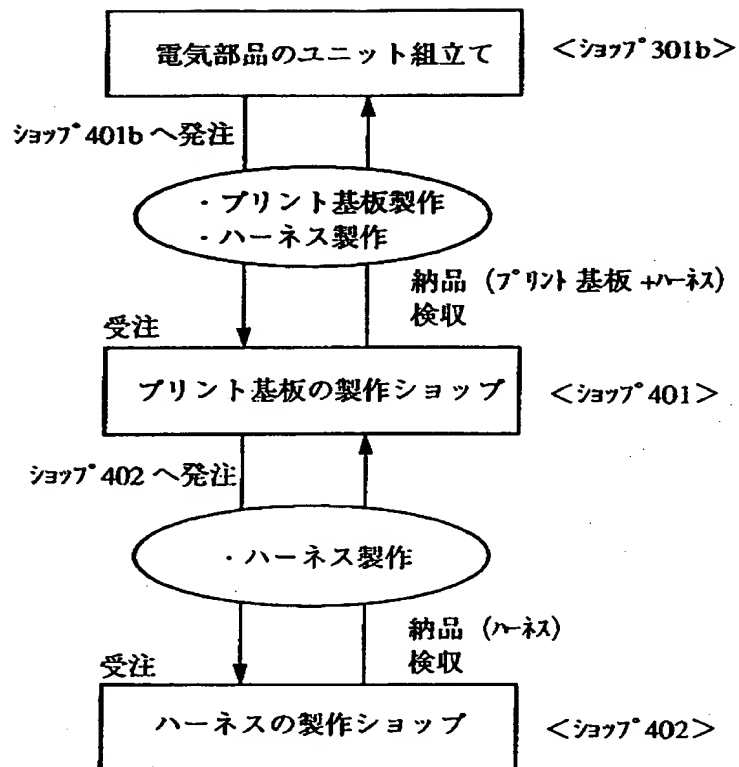 電気部品のユニット組立て
<ショップ301b>
ショップ401bへ発注
・プリント基板製作
・ハーネス製作
納品（プリント基板+ハーネス）
検収
受注
プリント基板の製作ショップ
<ショップ401>
ショップ402へ発注
・ハーネス製作
納品（ハーネス）
検収
受注
ハーネスの製作ショップ
<ショップ402>